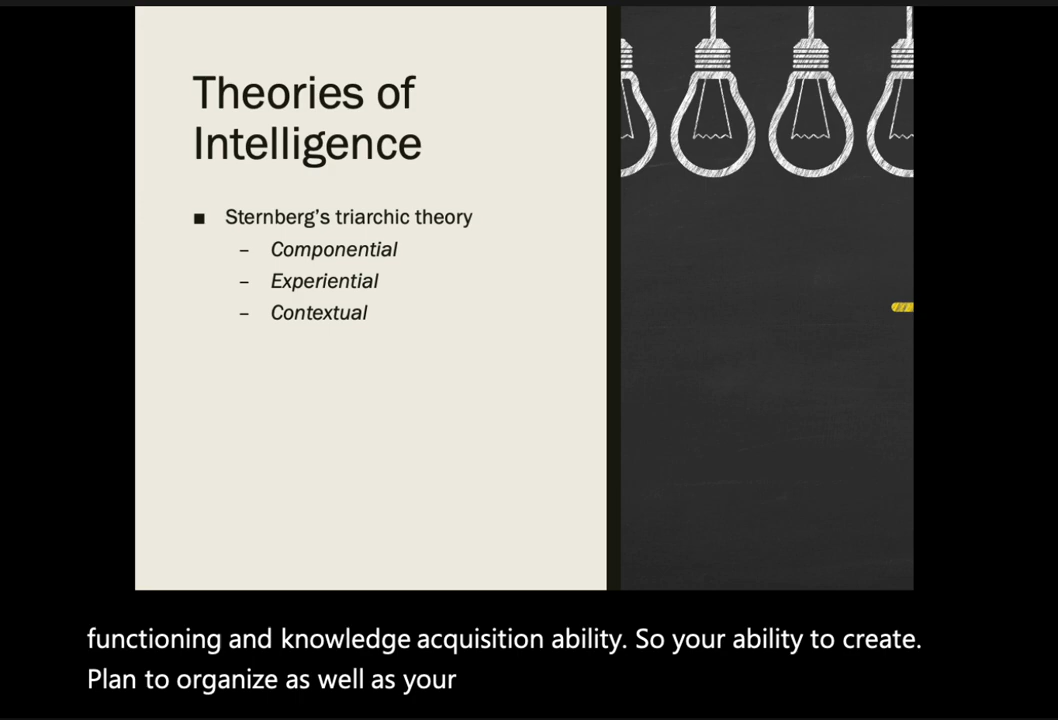 Theories of
Intelligence
■ Sternberg's triarchic theory
– Componential
– Experiential
– Contextual
functioning and knowledge acquisition ability. So your ability to create.
Plan to organize as well as your